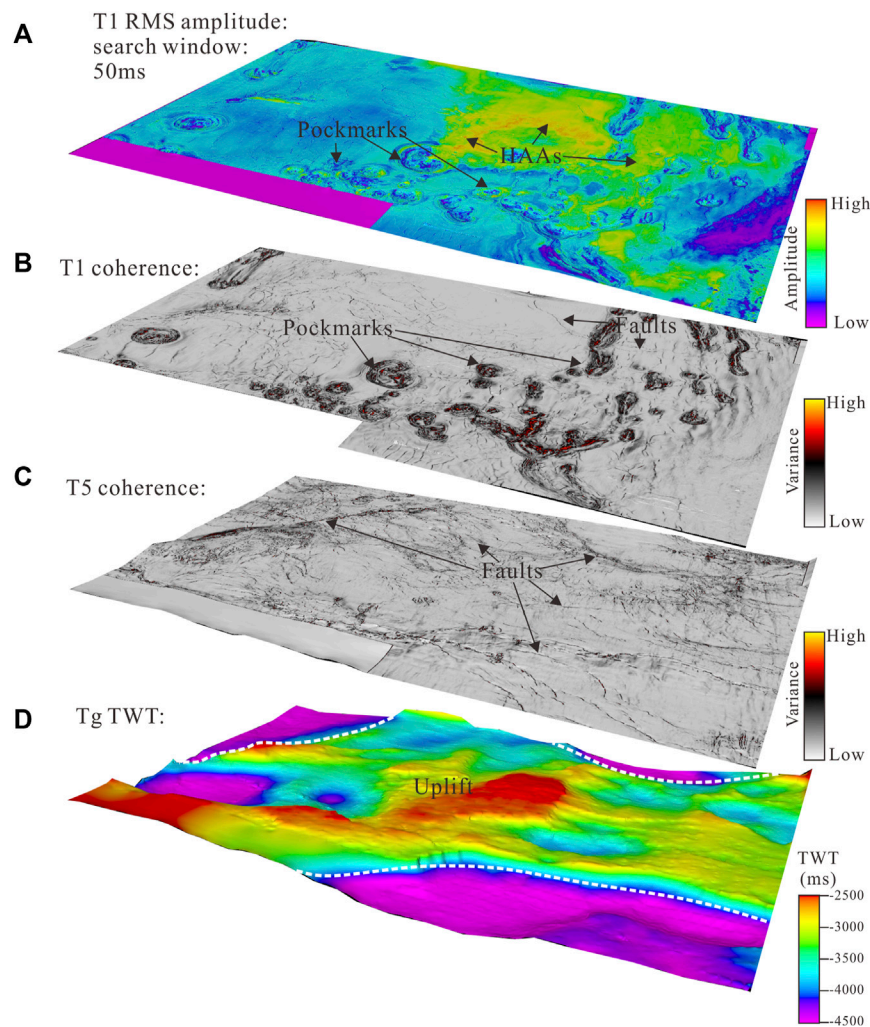 A
T1 RMS amplitude:
search window:
50ms
Pockmarks
HAAs
High
Amplitude
Low
B
T1 coherence:
Pockmarks
Faults
High
Variance
Low
C
T5 coherence:
Faults
High
Variance
Low
D
Tg TWT:
Uplift
TWT
(ms)
-2500
-3000
-3500
-4000
-4500